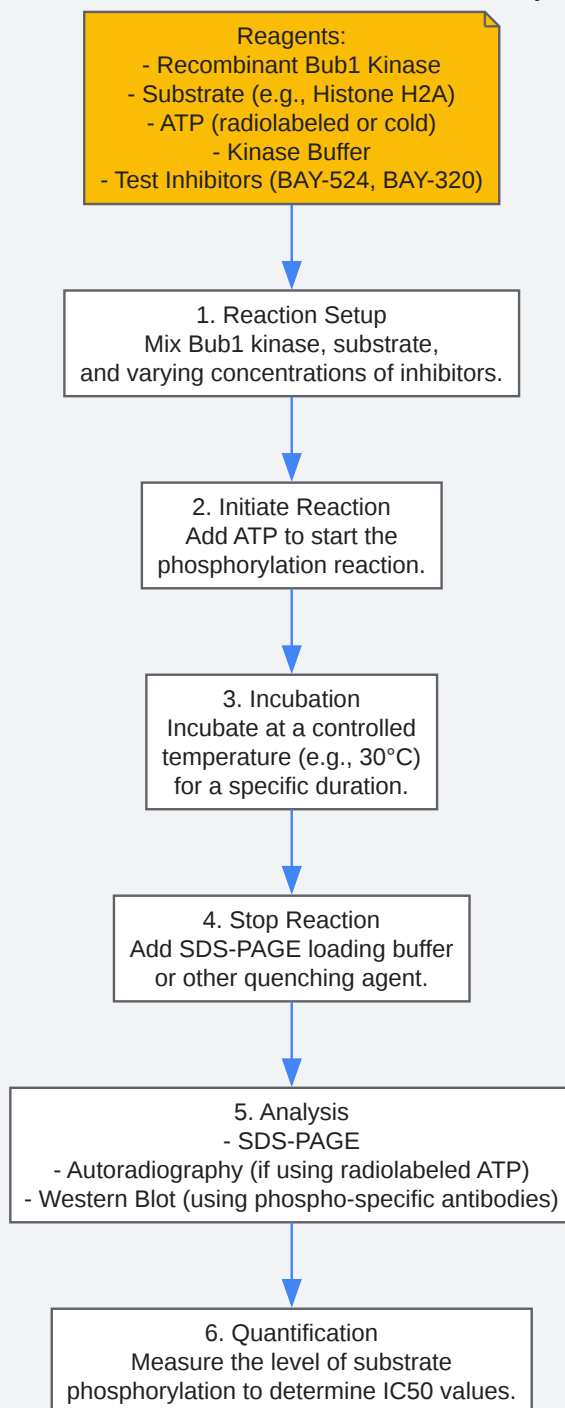 Reagents:
- Recombinant Bub1 Kinase
- Substrate (e.g., Histone H2A)
- ATP (radiolabeled or cold)
- Kinase Buffer
- Test Inhibitors (BAY-524, BAY-320)
1. Reaction Setup
Mix Bub1 kinase, substrate,
and varying concentrations of inhibitors.
2. Initiate Reaction
Add ATP to start the
phosphorylation reaction.
3. Incubation
Incubate at a controlled
temperature (e.g., 30°C)
for a specific duration.
4. Stop Reaction
Add SDS-PAGE loading buffer
or other quenching agent.
5. Analysis
- SDS-PAGE
- Autoradiography (if using radiolabeled ATP)
- Western Blot (using phospho-specific antibodies)
6. Quantification
Measure the level of substrate
phosphorylation to determine IC50 values.